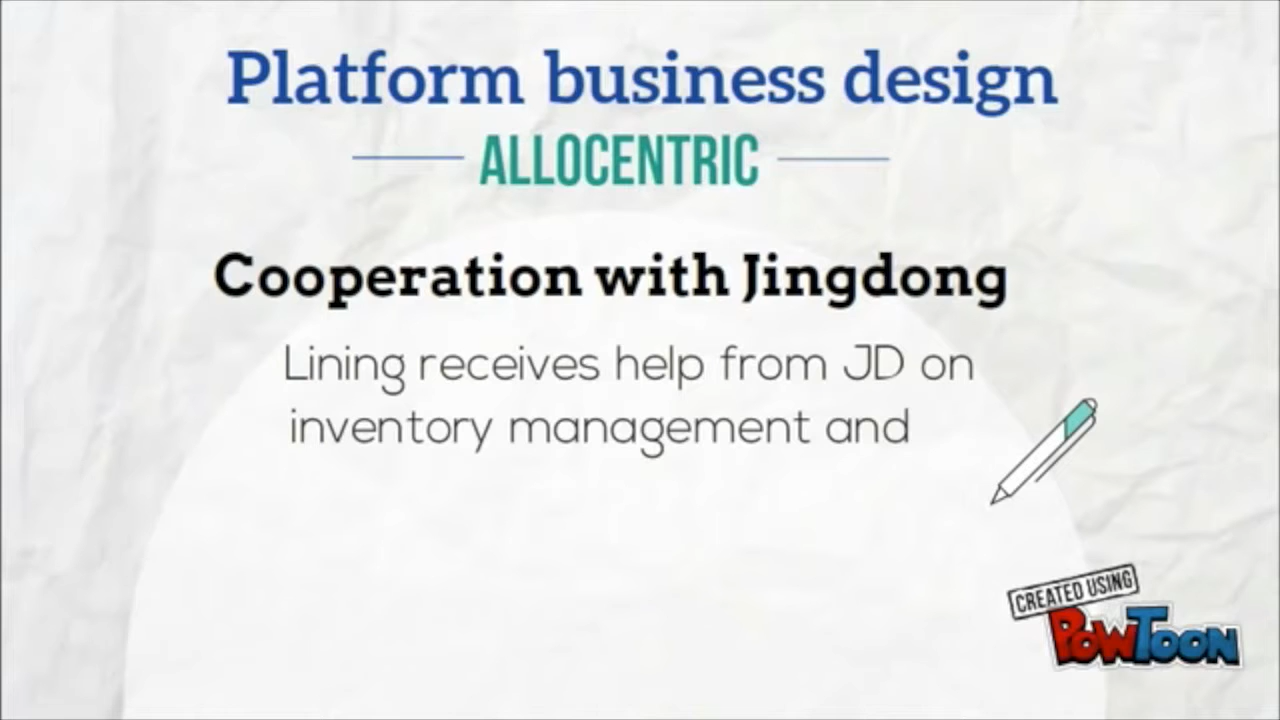 Platform business design
ALLOCENTRIC
Cooperation with Jingdong
Lining receives help from JD on
inventory management and
CREATED USING
POWTOON